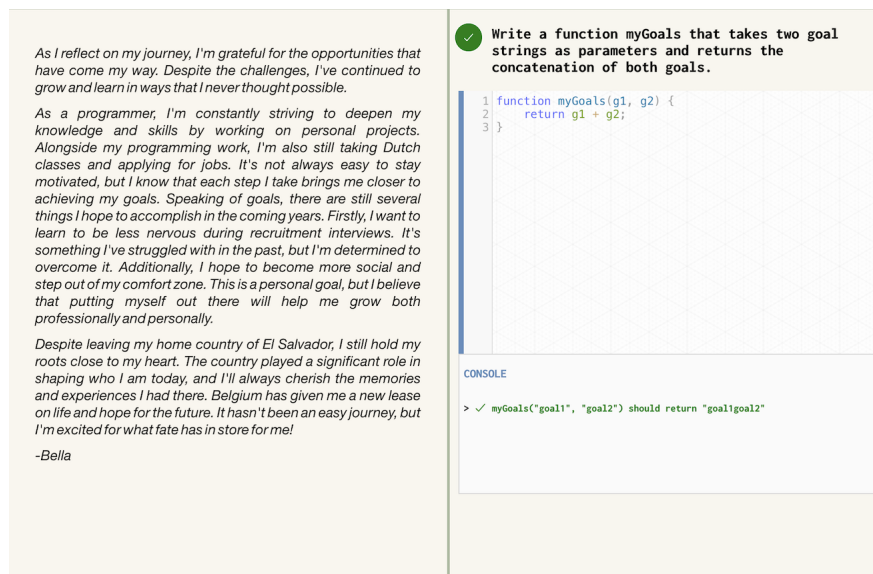 As I reflect on my journey, I'm grateful for the opportunities that
have come my way. Despite the challenges, I've continued to
grow and learn in ways that I never thought possible.
As a programmer, I'm constantly striving to deepen my
knowledge and skills by working on personal projects.
Alongside my programming work, I'm also still taking Dutch
classes and applying for jobs. It's not always easy to stay
motivated, but I know that each step I take brings me closer to
achieving my goals. Speaking of goals, there are still several
things I hope to accomplish in the coming years. Firstly, I want to
learn to be less nervous during recruitment interviews. It's
something I've struggled with in the past, but I'm determined to
overcome it. Additionally, I hope to become more social and
step out of my comfort zone. This is a personal goal, but I believe
that putting myself out there will help me grow both
professionally and personally.
Despite leaving my home country of El Salvador, I still hold my
roots close to my heart. The country played a significant role in
shaping who I am today, and I'll always cherish the memories
and experiences I had there. Belgium has given me a new lease
on life and hope for the future. It hasn't been an easy journey, but
I'm excited for what fate has in store for me!
-Bella
Write a function myGoals that takes two goal
strings as parameters and returns the
concatenation of both goals.
1 function myGoals(g1, g2) {
2     return g1 + g2;
3 }
CONSOLE
> ✓ myGoals("goal1", "goal2") should return "goal1goal2"